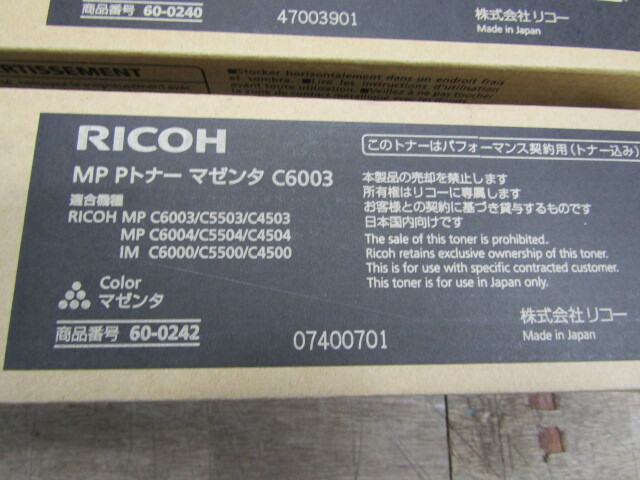 商品番号 60-0240
47003901
株式会社リコー
Made in Japan
RTISSEMENT
■Stocker horizontalement dans un endroit frais
RICOH
MP Pトナー マゼンタ C6003
適合機種
RICOH MP C6003/C5503/C4503
MP C6004/C5504/C4504
IM C6000/C5500/C4500
Color
マゼンタ
商品番号 60-0242
07400701
このトナーはパフォーマンス契約用(トナー込み)
本製品の売却を禁止します
所有権はリコーに専属します
お客様との契約に基づき貸与するものです
日本国内向けです
The sale of this toner is prohibited.
Ricoh retains exclusive ownership of this toner.
This is for use with specific contracted customer.
This toner is for use in Japan only.
株式会社リコー
Made in Japan